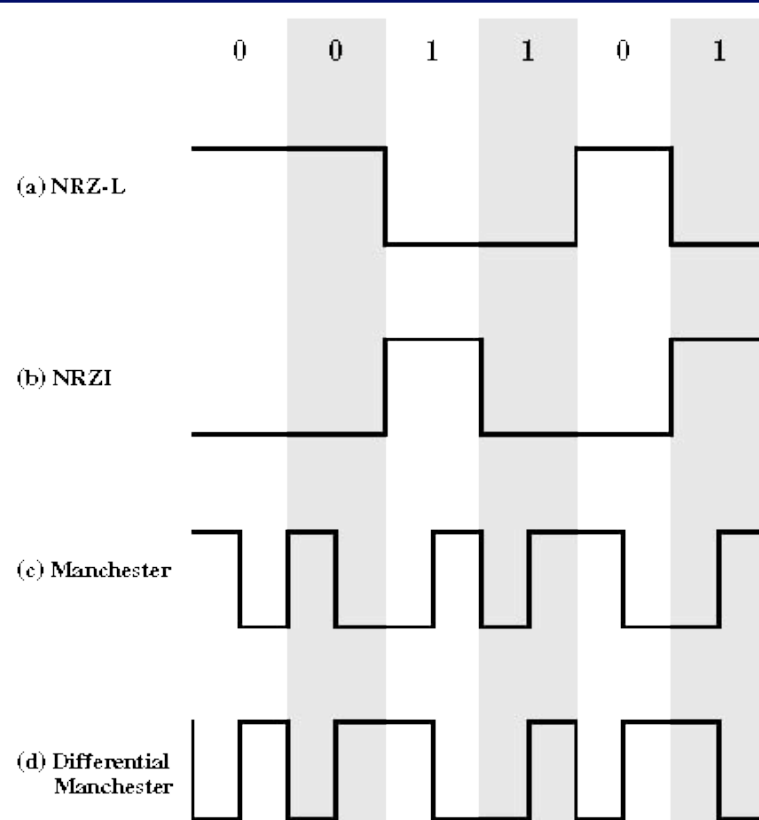 0 0 1 1 0 1
(a) NRZ-L
(b) NRZI
(c) Manchester
(d) Differential
Manchester